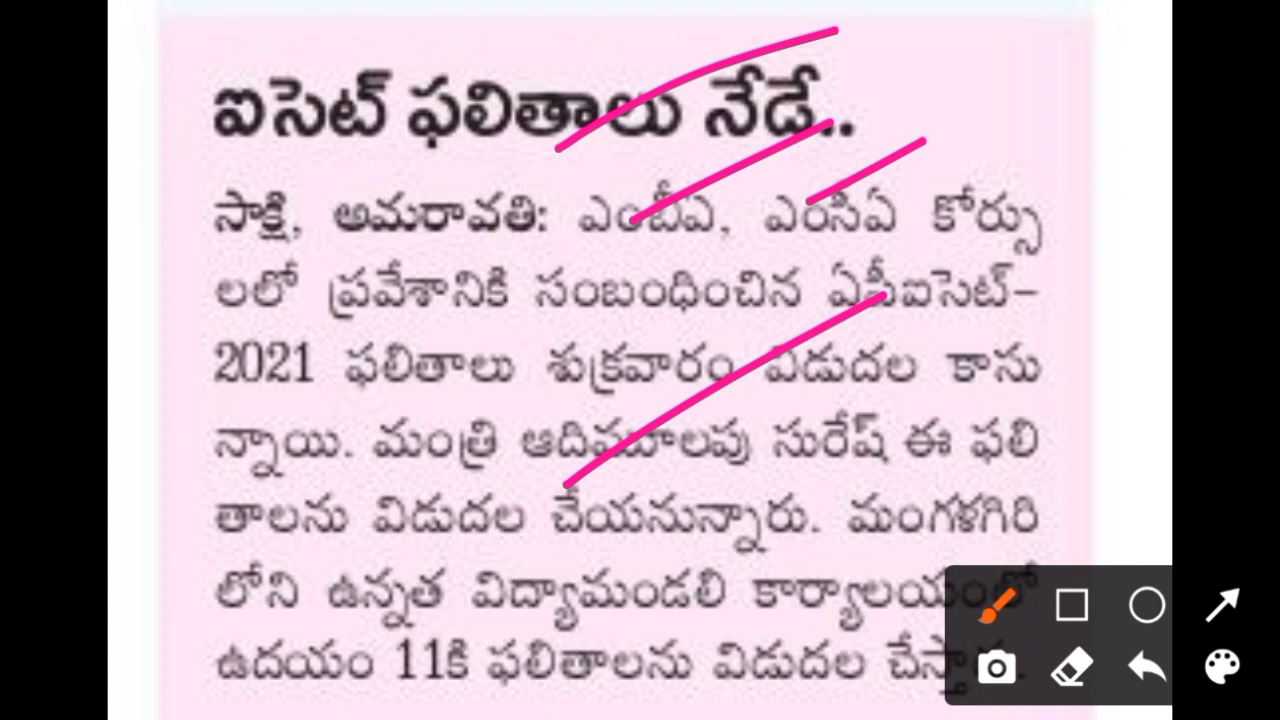 ఐసెట్ ఫలితాలు నేడే..
సాక్షి, అమరావతి: ఎంబీఏ, ఎంసీఏ కోర్సు
లలో ప్రవేశానికి సంబంధించిన ఏపీఐసెట్–
2021 ఫలితాలు శుక్రవారం విడుదల కాను
న్నాయి. మంత్రి ఆదిమూలపు సురేష్ ఈ ఫలి
తాలను విడుదల చేయనున్నారు. మంగళగిరి
లోని ఉన్నత విద్యామండలి కార్యాలయంలో
ఉదయం 11కి ఫలితాలను విడుదల చేస్తారు.